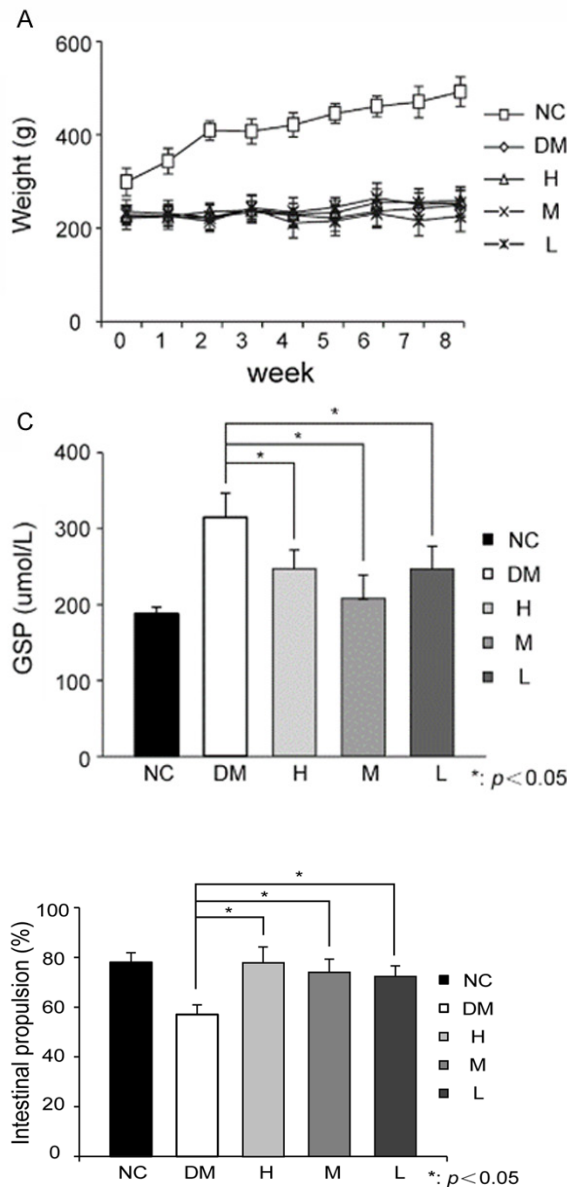 A
600
400
200
0
Weight (g)
0 1 2 3 4 5 6 7 8
week
NC
DM
H
M
L
C
400
300
200
100
0
GSP (umol/L)
* 
*
*
NC DM H M L
NC
DM
H
M
L
*: p<0.05
100
80
60
40
20
0
Intestinal propulsion (%)
*
*
*
NC DM H M L
NC
DM
H
M
L
*: p<0.05